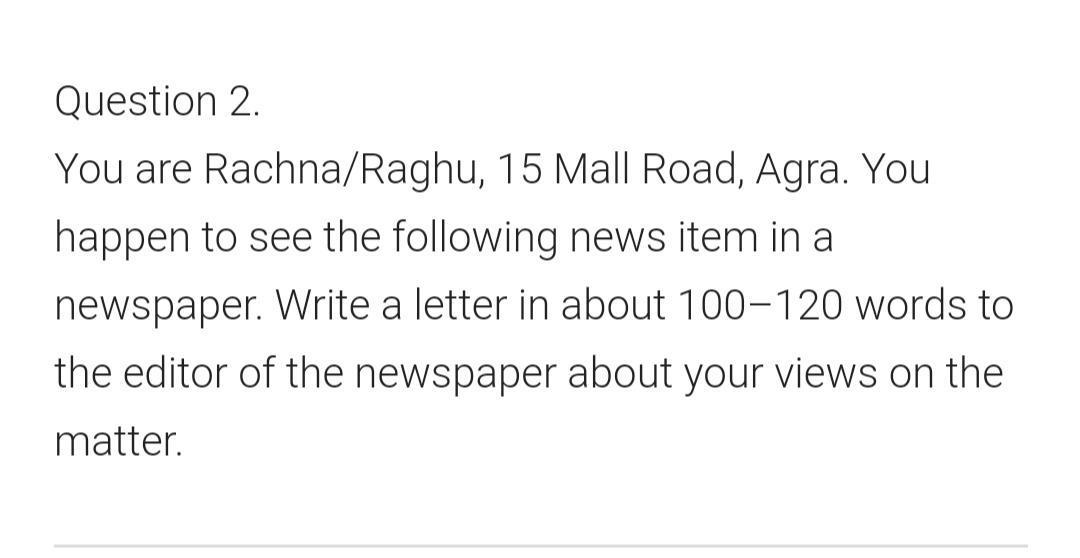 Question 2.
You are Rachna/Raghu, 15 Mall Road, Agra. You
happen to see the following news item in a
newspaper. Write a letter in about 100–120 words to
the editor of the newspaper about your views on the
matter.